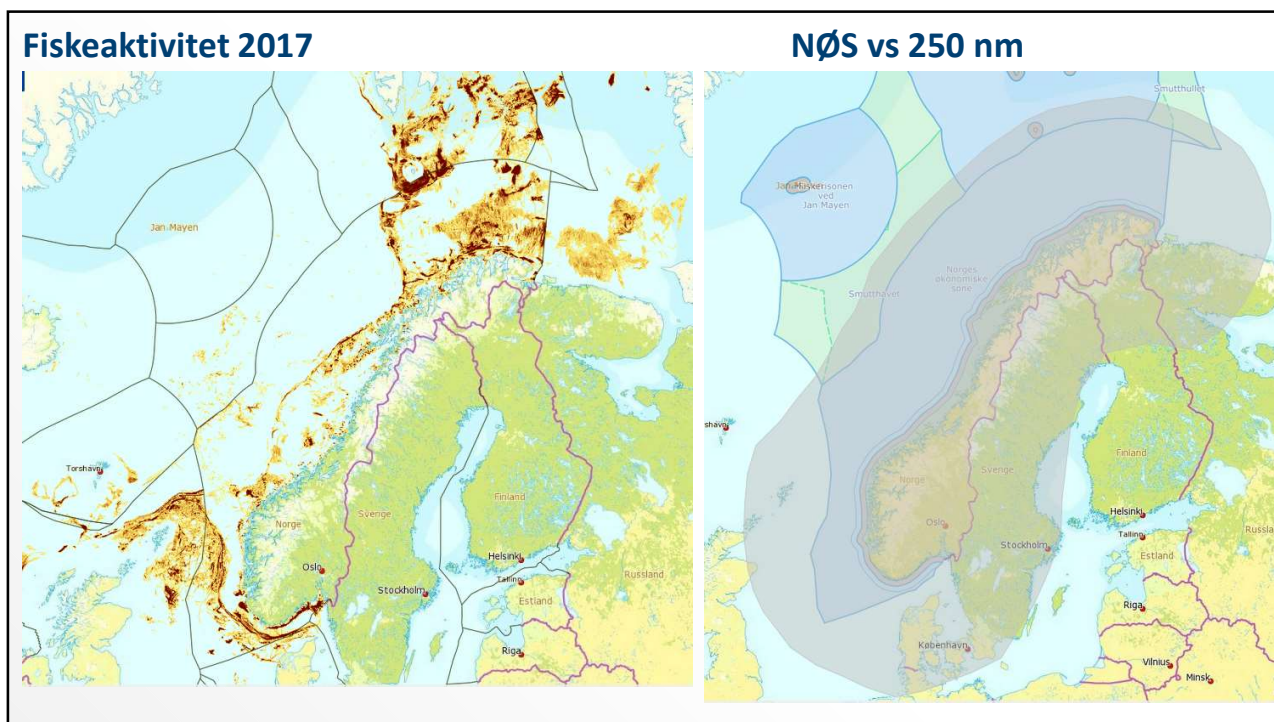 Fiskeaktivitet 2017
NØS vs 250 nm
Jan Mayen
Torshavn
Norge
Sverige
Finland
Oslo
Stockholm
Helsinki
Tallinn
Estland
Russland
Riga
Smutthullet
Jan Mayen
Fiskerisonen
ved
Jan Mayen
Norges
økonomiske
sone
Smutthavet
shavn
Norge
Sverige
Finland
Oslo
Stockholm
Helsinki
Tallinn
Estland
Russla
Riga
København
Vilnius
Minsk